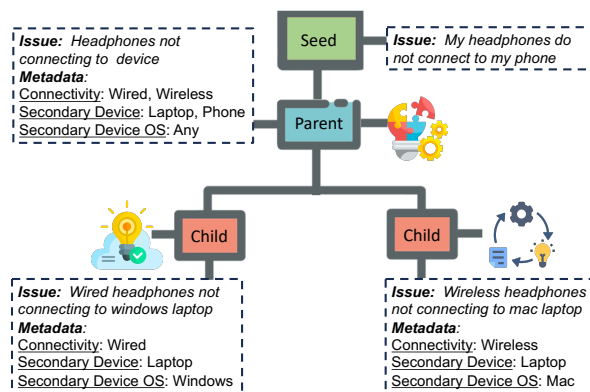 Issue: Headphones not
connecting to device
Metadata:
Connectivity: Wired, Wireless
Secondary Device: Laptop, Phone
Secondary Device OS: Any
Seed
Issue: My headphones do
not connect to my phone
Parent
Child
Child
Issue: Wired headphones not
connecting to windows laptop
Metadata:
Connectivity: Wired
Secondary Device: Laptop
Secondary Device OS: Windows
Issue: Wireless headphones
not connecting to mac laptop
Metadata:
Connectivity: Wireless
Secondary Device: Laptop
Secondary Device OS: Mac